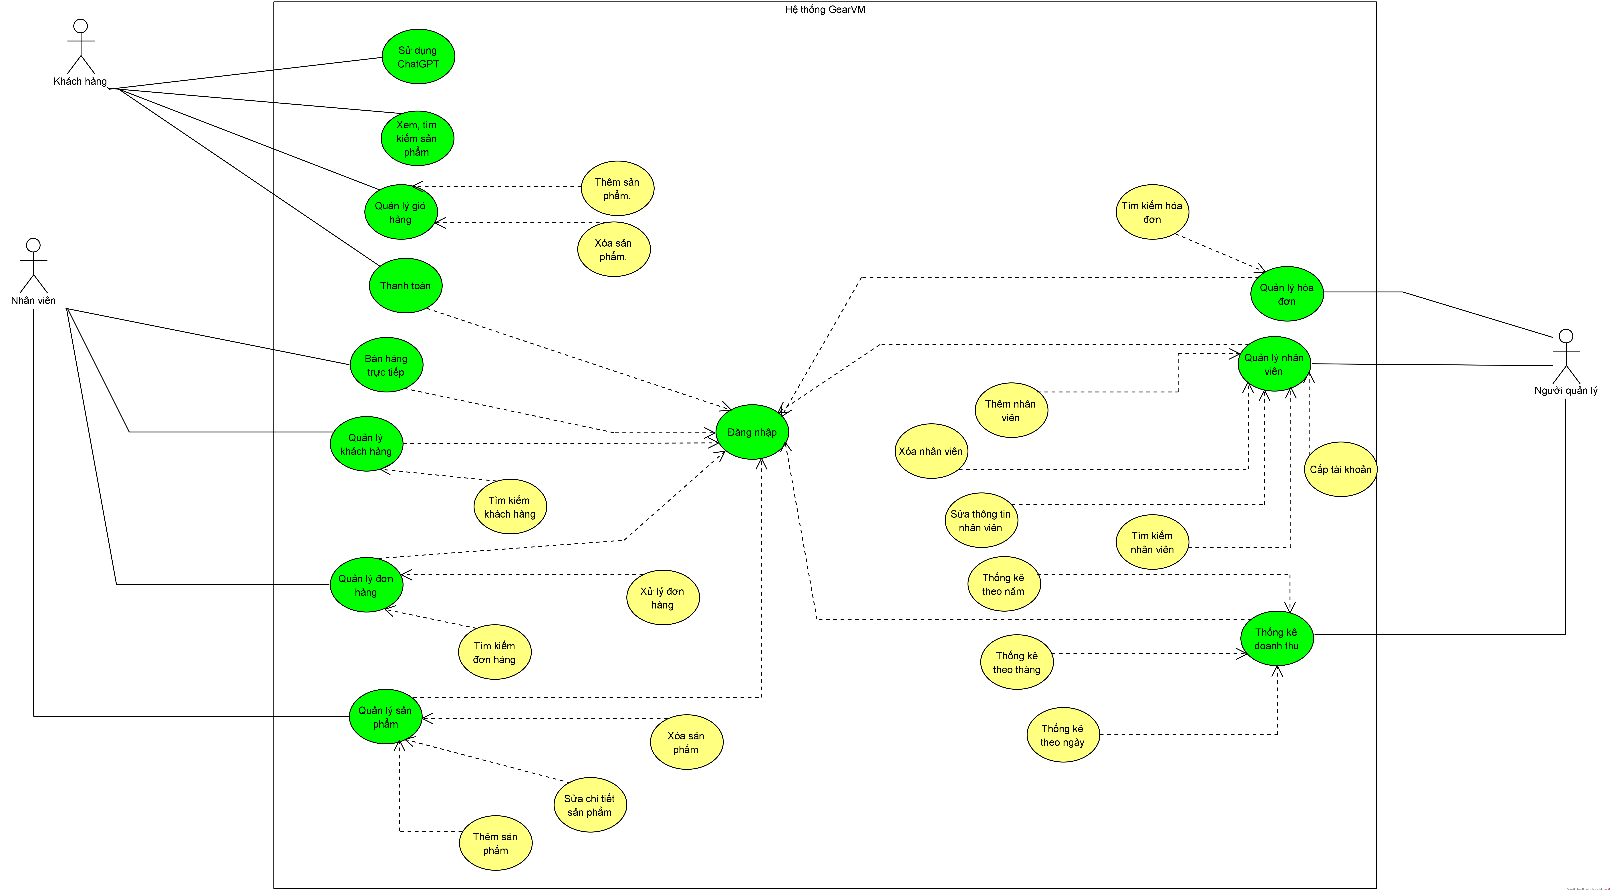 Hệ thống GearVM
Khách hàng
Sử dụng
ChatGPT
Xem, tìm
kiếm sản
phẩm
Quản lý giỏ
hàng
Thêm sản
phẩm.
Xóa sản
phẩm.
Thanh toán
Nhân viên
Bán hàng
trực tiếp
Quản lý
khách hàng
Tìm kiếm
khách hàng
Đăng nhập
Quản lý đơn
hàng
Xử lý đơn
hàng
Tìm kiếm
đơn hàng
Quản lý sản
phẩm
Xóa sản
phẩm
Sửa chi tiết
sản phẩm
Thêm sản
phẩm
Tìm kiếm hóa
đơn
Quản lý hóa
đơn
Quản lý nhân
viên
Người quản lý
Thêm nhân
viên
Xóa nhân viên
Cấp tài khoản
Sửa thông tin
nhân viên
Tìm kiếm
nhân viên
Thống kê
theo năm
Thống kê
doanh thu
Thống kê
theo tháng
Thống kê
theo ngày